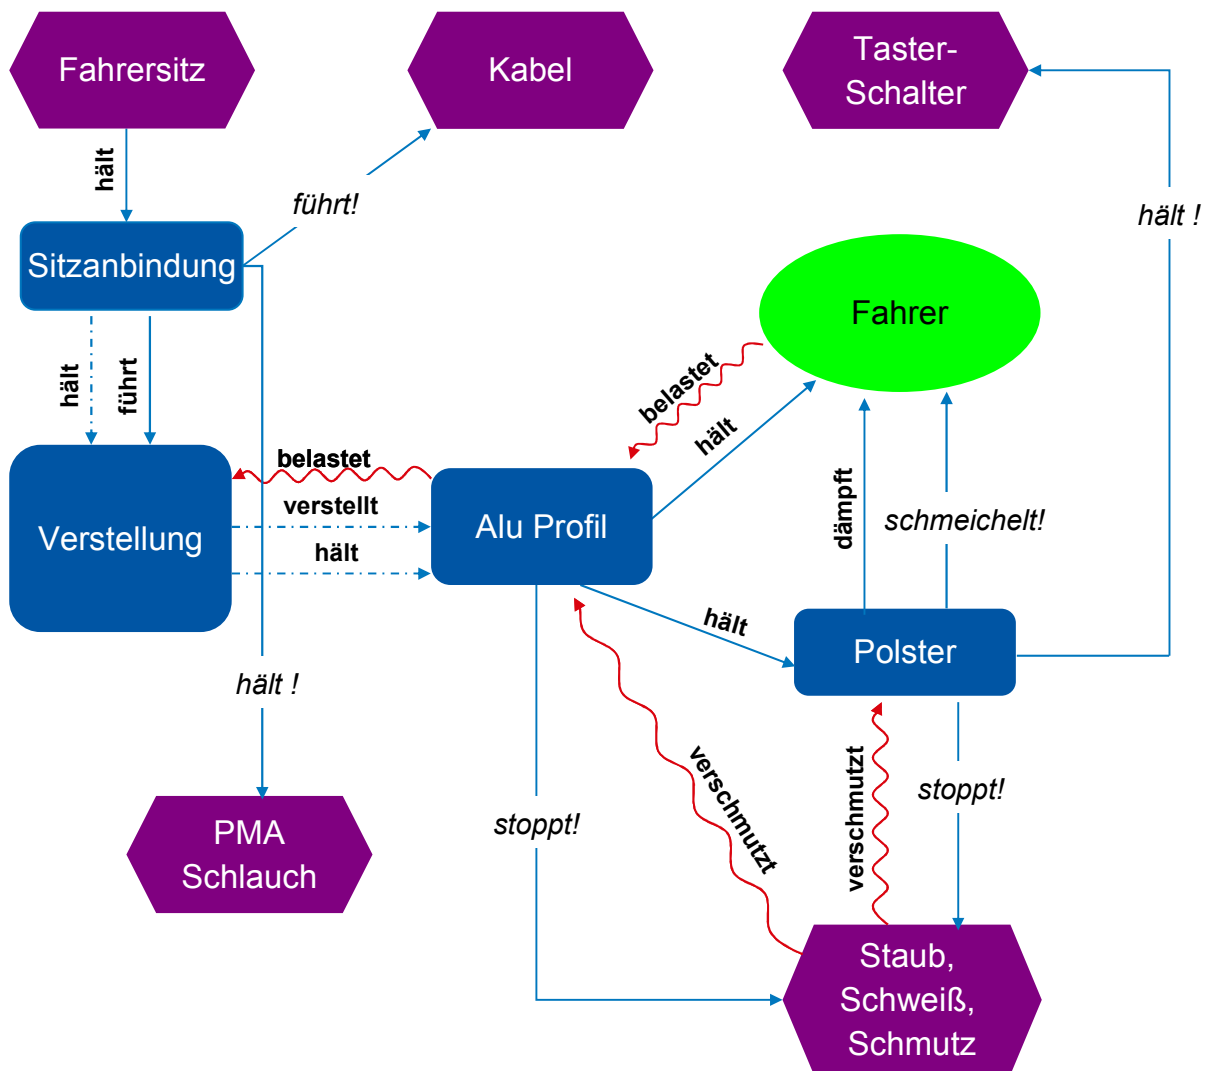 Fahrersitz
Kabel
Taster-
Schalter
hält
führt!
hält !
Sitzanbindung
Fahrer
hält
führt
belastet
hält
belastet
verstellt
hält
Verstellung
Alu Profil
dämpft
schmeichelt!
hält
Polster
hält !
verschmutzt
verschmutzt
stoppt!
stoppt!
PMA
Schlauch
Staub,
Schweiß,
Schmutz